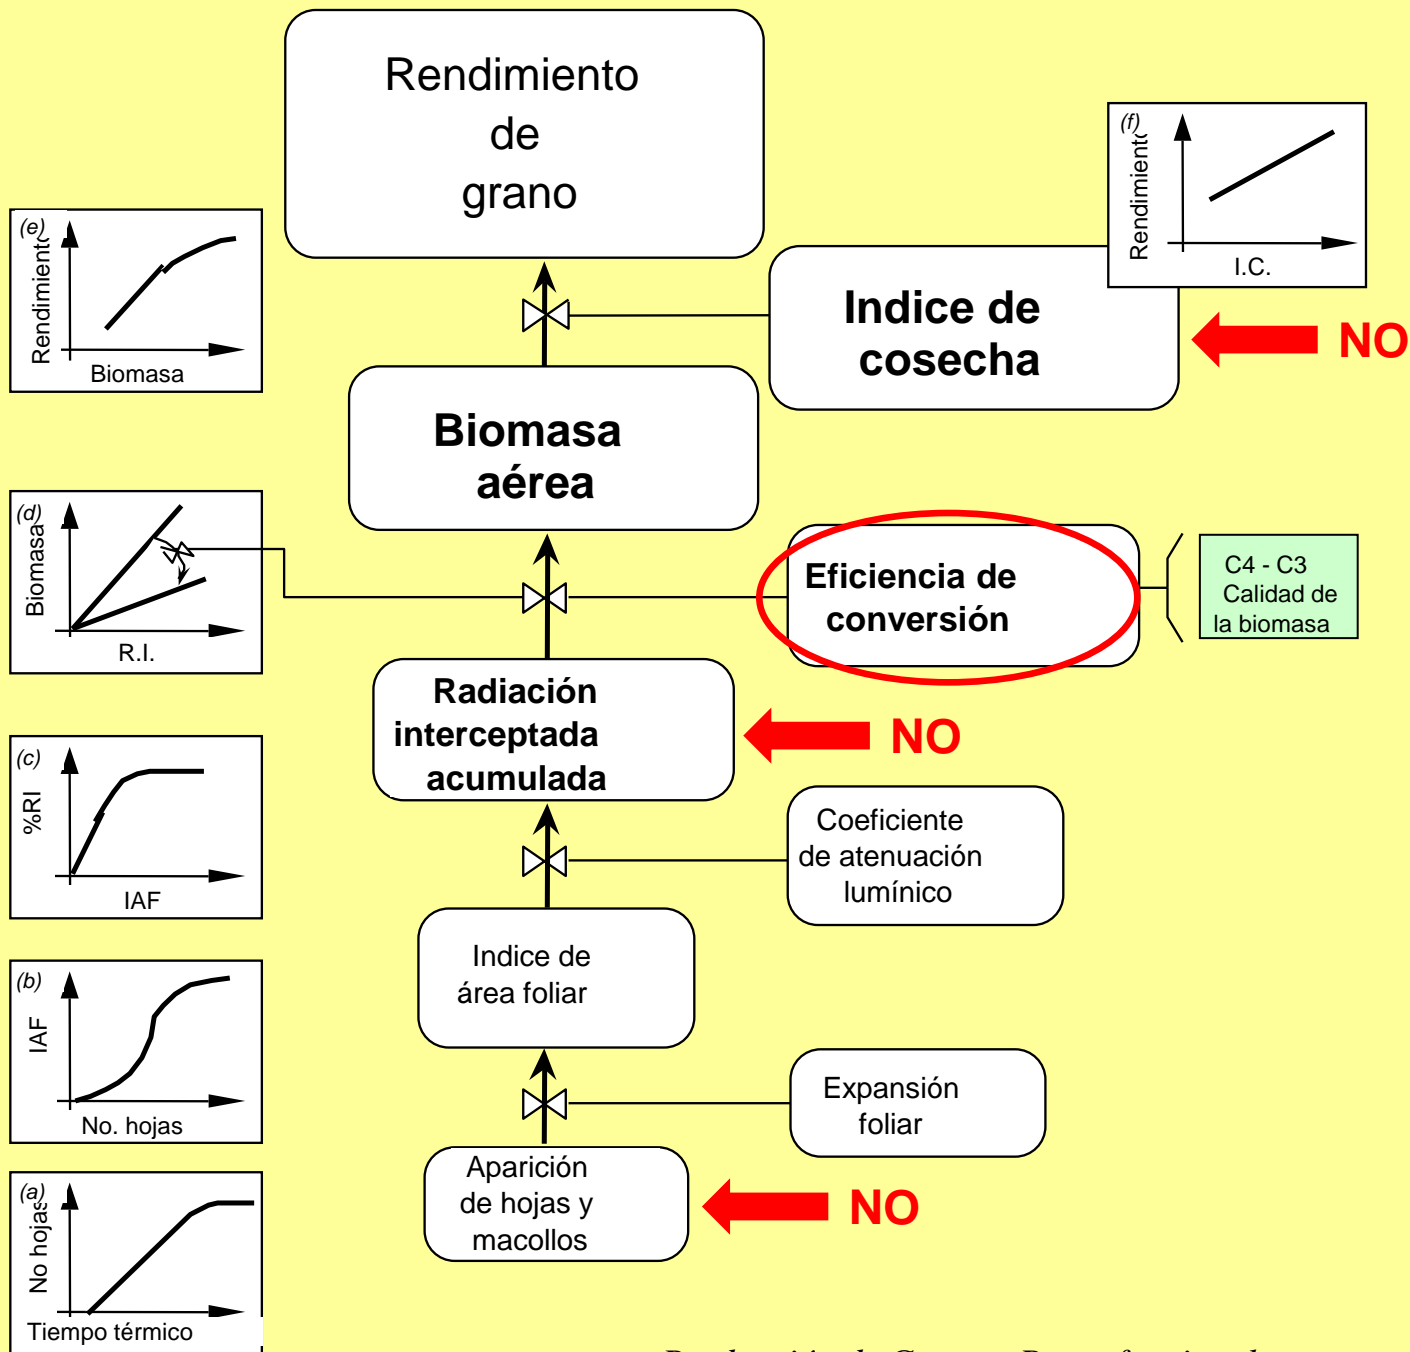 Rendimiento
de
grano
(f)
Rendimiento
I.C.
(e)
Rendimiento
Biomasa
Indice de
cosecha
NO
Biomasa
aérea
(d)
Biomasa
R.I.
Eficiencia de
conversión
C4 - C3
Calidad de
la biomasa
Radiación
interceptada
acumulada
NO
(c)
%RI
IAF
Coeficiente
de atenuación
lumínico
Indice de
área foliar
(b)
IAF
No. hojas
Expansión
foliar
Aparición
de hojas y
macollos
NO
(a)
No hojas
Tiempo térmico